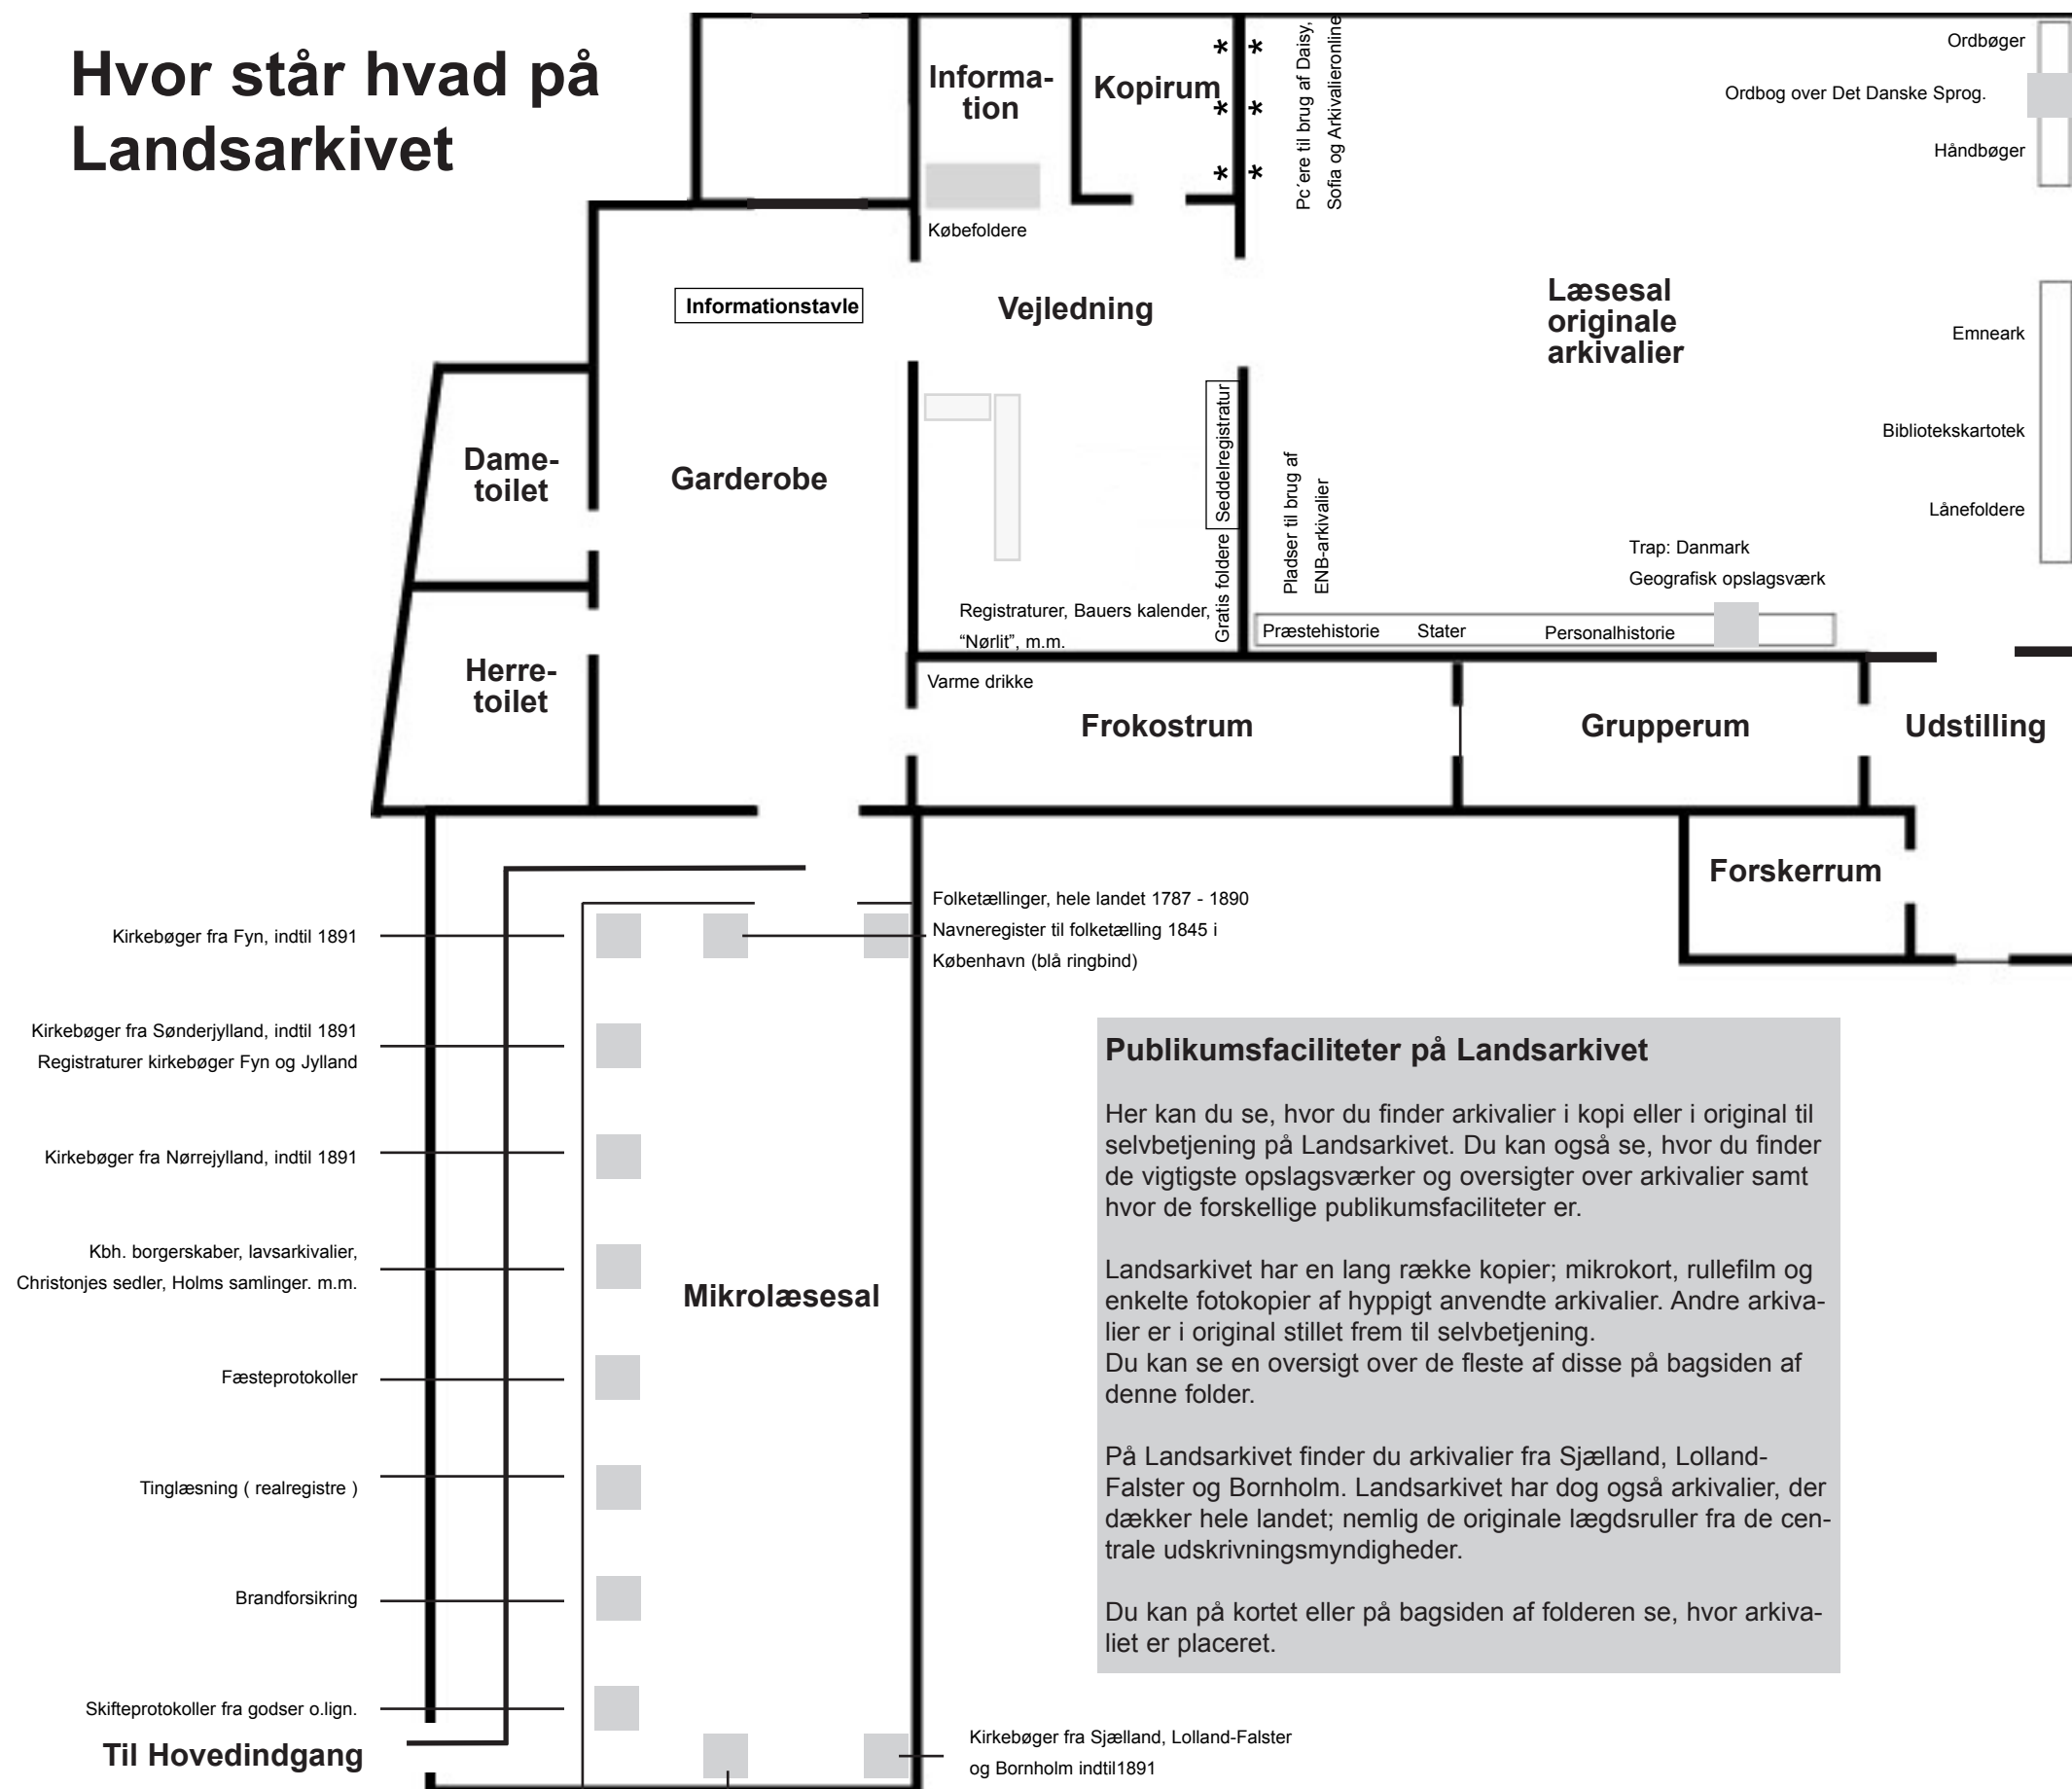 Hvor står hvad på
Landsarkivet
Informa-
tion
Kopirum
* *
* *
* *
Pc´ere til brug af Daisy,
Sofia og Arkivalieronline
Ordbøger
Ordbog over Det Danske Sprog.
Håndbøger
Købefoldere
Informationstavle
Vejledning
Læsesal
originale
arkivalier
Emneark
Bibliotekskartotek
Lånefoldere
Dame-
toilet
Garderobe
Seddelregistratur
Gratis foldere
Pladser til brug af
ENB-arkivalier
Trap: Danmark
Geografisk opslagsværk
Registraturer, Bauers kalender,
“Nørlit”, m.m.
Præstehistorie Stater Personalhistorie
Herre-
toilet
Varme drikke
Frokostrum
Grupperum
Udstilling
Forskerrum
Folketællinger, hele landet 1787 - 1890
Navneregister til folketælling 1845 i
København (blå ringbind)
Kirkebøger fra Fyn, indtil 1891
Kirkebøger fra Sønderjylland, indtil 1891
Registraturer kirkebøger Fyn og Jylland
Kirkebøger fra Nørrejylland, indtil 1891
Kbh. borgerskaber, lavsarkivalier,
Christonjes sedler, Holms samlinger. m.m.
Mikrolæsesal
Fæsteprotokoller
Tinglæsning ( realregistre )
Brandforsikring
Skifteprotokoller fra godser o.lign.
Til Hovedindgang
Kirkebøger fra Sjælland, Lolland-Falster
og Bornholm indtil1891
Publikumsfaciliteter på Landsarkivet
Her kan du se, hvor du finder arkivalier i kopi eller i original til
selvbetjening på Landsarkivet. Du kan også se, hvor du finder
de vigtigste opslagsværker og oversigter over arkivalier samt
hvor de forskellige publikumsfaciliteter er.
Landsarkivet har en lang række kopier; mikrokort, rullefilm og
enkelte fotokopier af hyppigt anvendte arkivalier. Andre arkiva-
lier er i original stillet frem til selvbetjening.
Du kan se en oversigt over de fleste af disse på bagsiden af
denne folder.
På Landsarkivet finder du arkivalier fra Sjælland, Lolland-
Falster og Bornholm. Landsarkivet har dog også arkivalier, der
dækker hele landet; nemlig de originale lægdsruller fra de cen-
trale udskrivningsmyndigheder.
Du kan på kortet eller på bagsiden af folderen se, hvor arkiva-
liet er placeret.